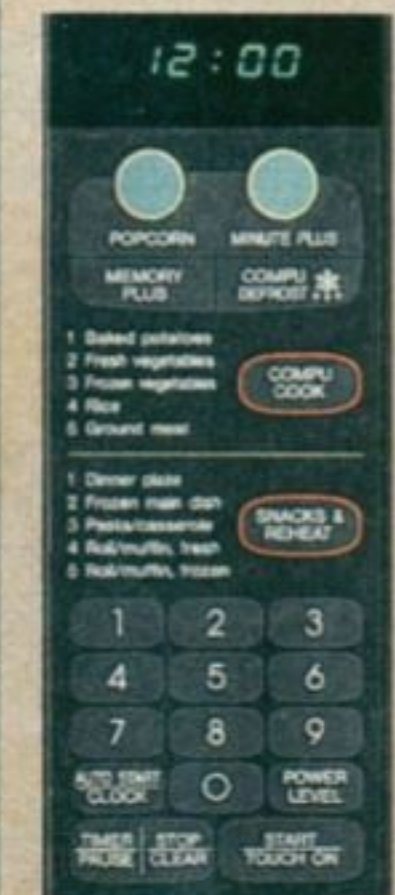 12:00
POPCORN MINUTE PLUS
MEMORY PLUS
COMPU DEFROST
1 Baked potatoes
2 Fresh vegetables
3 Frozen vegetables
4 Rice
5 Ground meat
COMPU
COOK
1 Dinner plate
2 Frozen main dish
3 Pasta/casserole
4 Roll/muffin, fresh
5 Roll/muffin, frozen
SNACKS &
REHEAT
1 2 3
4 5 6
7 8 9
AUTO START
CLOCK
0
POWER
LEVEL
TIMER
PAUSE
STOP
CLEAR
START
TOUCH ON